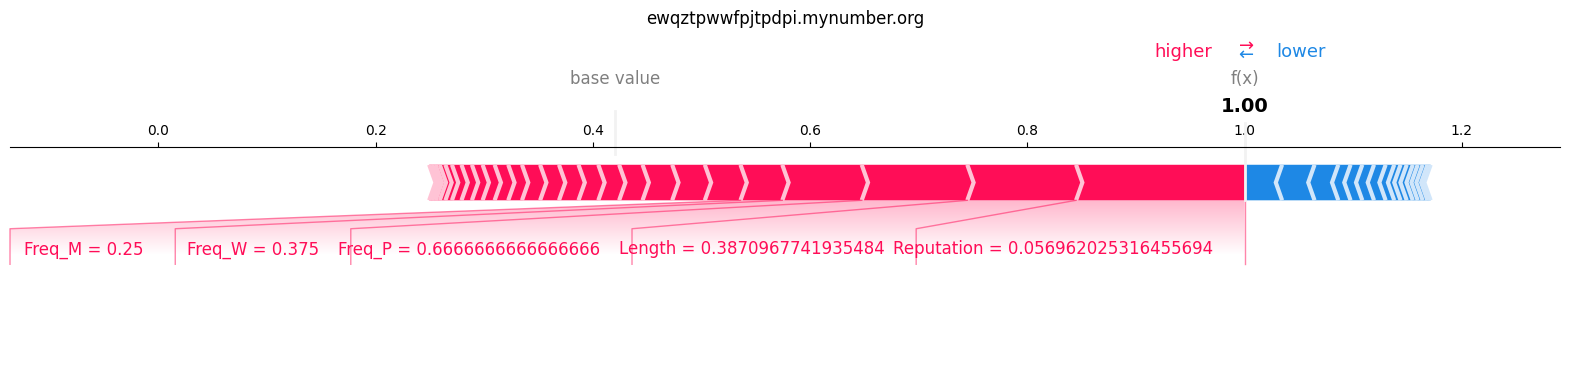 ewqztpwwfpjtpdpi.mynumber.org
higher ⇄ lower
base value f(x)
1.00
0.0 0.2 0.4 0.6 0.8 1.0 1.2
Freq_M = 0.25 Freq_W = 0.375 Freq_P = 0.6666666666666666 Length = 0.3870967741935484 Reputation = 0.056962025316455694